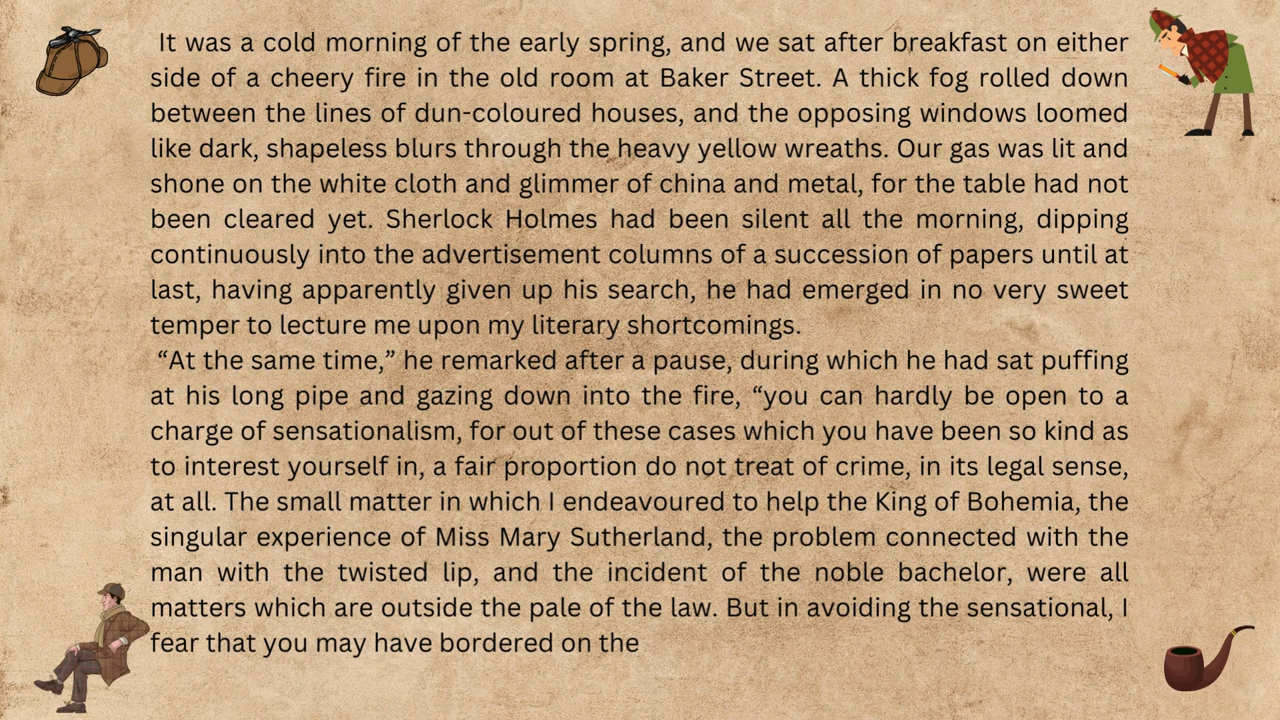 It was a cold morning of the early spring, and we sat after breakfast on either
side of a cheery fire in the old room at Baker Street. A thick fog rolled down
between the lines of dun-coloured houses, and the opposing windows loomed
like dark, shapeless blurs through the heavy yellow wreaths. Our gas was lit and
shone on the white cloth and glimmer of china and metal, for the table had not
been cleared yet. Sherlock Holmes had been silent all the morning, dipping
continuously into the advertisement columns of a succession of papers until at
last, having apparently given up his search, he had emerged in no very sweet
temper to lecture me upon my literary shortcomings.
“At the same time,” he remarked after a pause, during which he had sat puffing
at his long pipe and gazing down into the fire, “you can hardly be open to a
charge of sensationalism, for out of these cases which you have been so kind as
to interest yourself in, a fair proportion do not treat of crime, in its legal sense,
at all. The small matter in which I endeavoured to help the King of Bohemia, the
singular experience of Miss Mary Sutherland, the problem connected with the
man with the twisted lip, and the incident of the noble bachelor, were all
matters which are outside the pale of the law. But in avoiding the sensational, I
fear that you may have bordered on the